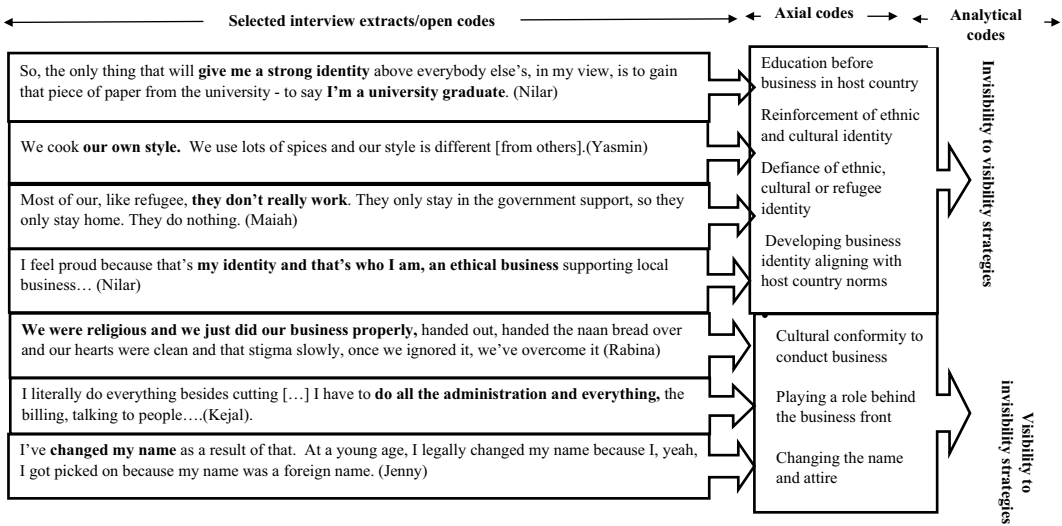 Selected interview extracts/open codes
Axial codes
Analytical
codes
So, the only thing that will give me a strong identity above everybody else's, in my view, is to gain
that piece of paper from the university - to say I'm a university graduate. (Nilar)
We cook our own style.  We use lots of spices and our style is different [from others].(Yasmin)
Most of our, like refugee, they don't really work. They only stay in the government support, so they
only stay home. They do nothing. (Maiah)
I feel proud because that's my identity and that's who I am, an ethical business supporting local
business… (Nilar)
We were religious and we just did our business properly, handed out, handed the naan bread over
and our hearts were clean and that stigma slowly, once we ignored it, we've overcome it (Rabina)
I literally do everything besides cutting […] I have to do all the administration and everything, the
billing, talking to people….(Kejal).
I've changed my name as a result of that.  At a young age, I legally changed my name because I, yeah,
I got picked on because my name was a foreign name. (Jenny)
Education before
business in host country
Reinforcement of ethnic
and cultural identity
Defiance of ethnic,
cultural or refugee
identity
Developing business
identity aligning with
host country norms
Cultural conformity to
conduct business
Playing a role behind
the business front
Changing the name
and attire
Invisibility to visibility strategies
Visibility to
invisibility strategies